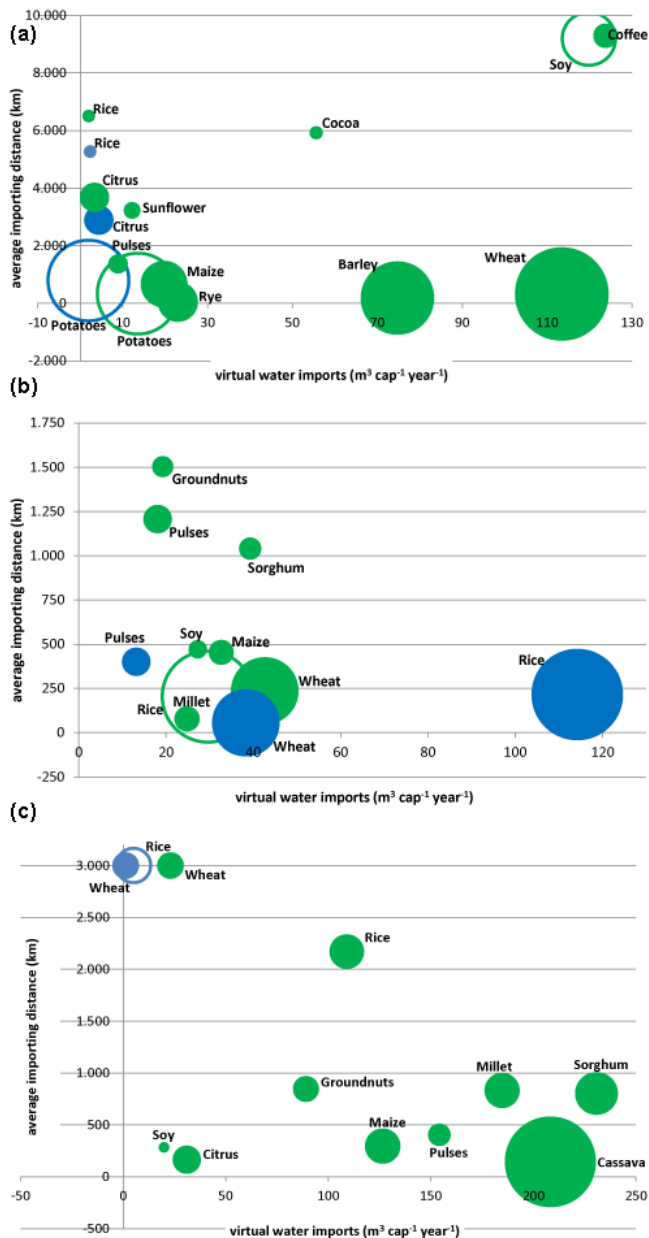 (a)
10.000
8.000
6.000
4.000
2.000
0
-2.000
average importing distance (km)
Coffee
Soy
Rice
Cocoa
Rice
Citrus
Sunflower
Citrus
Pulses
Maize
Barley
Wheat
Rye
Potatoes
Potatoes
-10 10 30 50 70 90 110 130
virtual water imports (m³ cap⁻¹ year⁻¹)
(b)
1.750
1.500
1.250
1.000
750
500
250
0
-250
average importing distance (km)
Groundnuts
Pulses
Sorghum
Pulses
Soy
Maize
Rice
Wheat
Rice
Millet
Wheat
0 20 40 60 80 100 120
virtual water imports (m³ cap⁻¹ year⁻¹)
(c)
3.000
2.500
2.000
1.500
1.000
500
0
-500
average importing distance (km)
Rice
Wheat
Wheat
Rice
Groundnuts
Millet
Sorghum
Soy
Citrus
Maize
Pulses
Cassava
-50 0 50 100 150 200 250
virtual water imports (m³ cap⁻¹ year⁻¹)